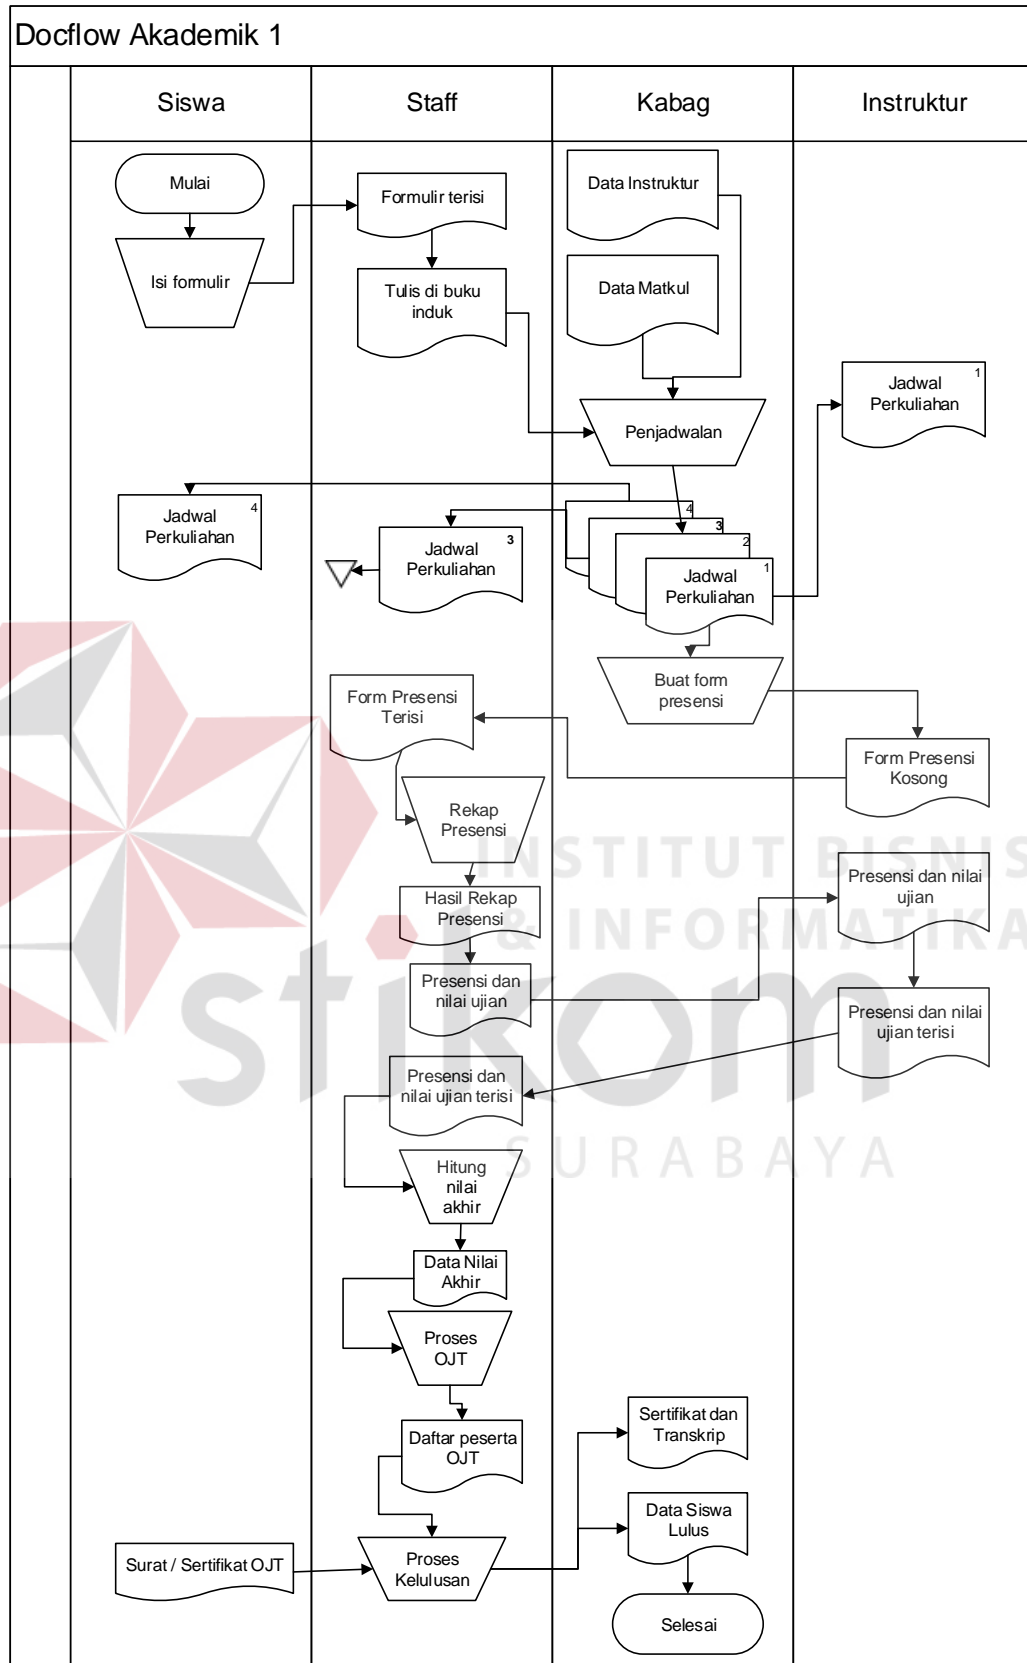 Docflow Akademik 1
Siswa
Staff
Kabag
Instruktur
Mulai
Formulir terisi
Data Instruktur
Isi formulir
Tulis di buku
induk
Data Matkul
Jadwal
Perkuliahan
1
Penjadwalan
Jadwal
Perkuliahan
4
Jadwal
Perkuliahan
3
4
3
2
Jadwal
Perkuliahan
1
Buat form
presensi
Form Presensi
Terisi
Form Presensi
Kosong
Rekap
Presensi
INSTITUT BISNIS
& INFORMATIKA
stikom
SURABAYA
Hasil Rekap
Presensi
Presensi dan nilai
ujian
Presensi dan
nilai ujian
Presensi dan nilai
ujian terisi
Presensi dan
nilai ujian terisi
Hitung
nilai
akhir
Data Nilai
Akhir
Proses
OJT
Daftar peserta
OJT
Sertifikat dan
Transkrip
Data Siswa
Lulus
Surat / Sertifikat OJT
Proses
Kelulusan
Selesai